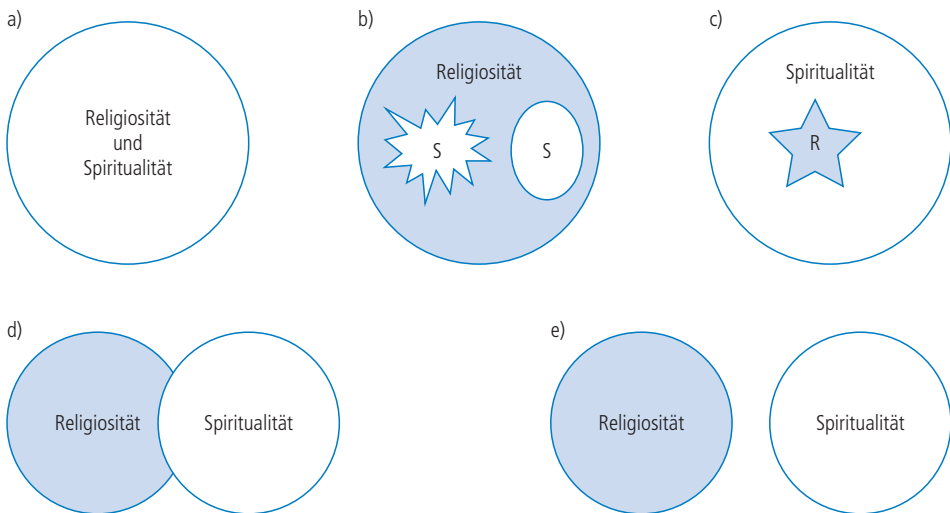 a)
Religiosität
und
Spiritualität
b)
Religiosität
S
S
c)
Spiritualität
R
d)
Religiosität
Spiritualität
e)
Religiosität
Spiritualität